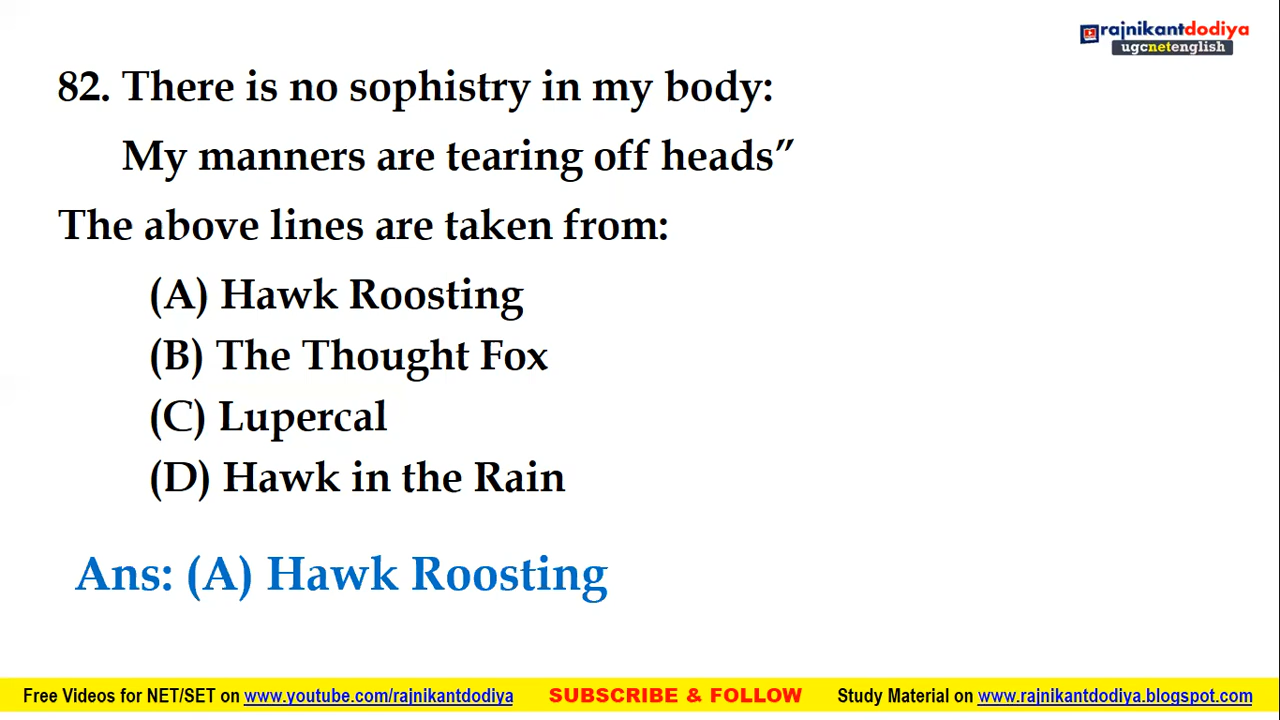 rajnikantdodiya
ugcnetenglish
82. There is no sophistry in my body:
My manners are tearing off heads”
The above lines are taken from:
(A) Hawk Roosting
(B) The Thought Fox
(C) Lupercal
(D) Hawk in the Rain
Ans: (A) Hawk Roosting
Free Videos for NET/SET on www.youtube.com/rajnikantdodiya SUBSCRIBE & FOLLOW Study Material on www.rajnikantdodiya.blogspot.com